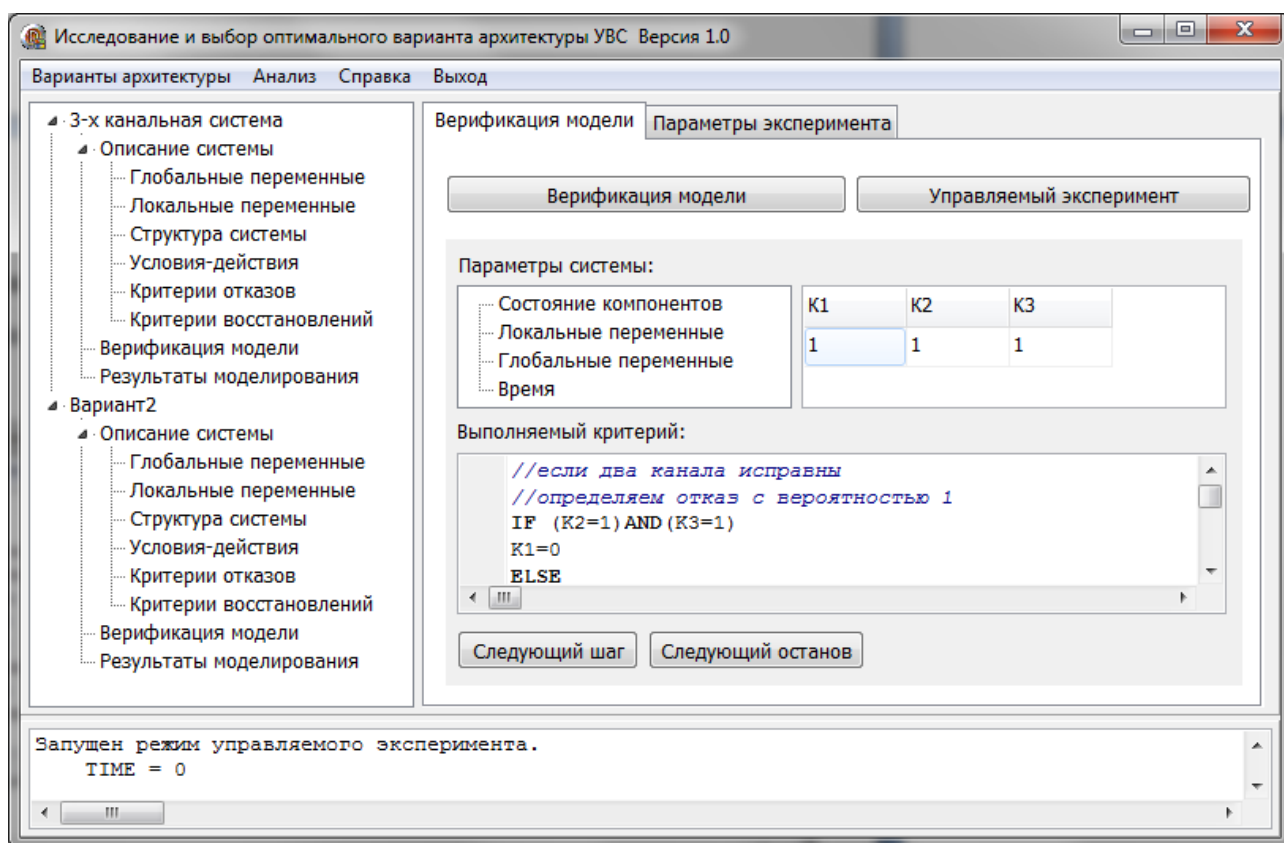 Исследование и выбор оптимального варианта архитектуры УВС Версия 1.0
Варианты архитектуры Анализ Справка Выход
3-х канальная система
Описание системы
Глобальные переменные
Локальные переменные
Структура системы
Условия-действия
Критерии отказов
Критерии восстановлений
Верификация модели
Результаты моделирования
Вариант2
Описание системы
Глобальные переменные
Локальные переменные
Структура системы
Условия-действия
Критерии отказов
Критерии восстановлений
Верификация модели
Результаты моделирования
Верификация модели Параметры эксперимента
Верификация модели Управляемый эксперимент
Параметры системы:
Состояние компонентов
Локальные переменные
Глобальные переменные
Время
K1 K2 K3
1 1 1
Выполняемый критерий:
//если два канала исправны
//определяем отказ с вероятностью 1
IF (K2=1)AND(K3=1)
K1=0
ELSE
Следующий шаг Следующий останов
Запущен режим управляемого эксперимента.
TIME = 0